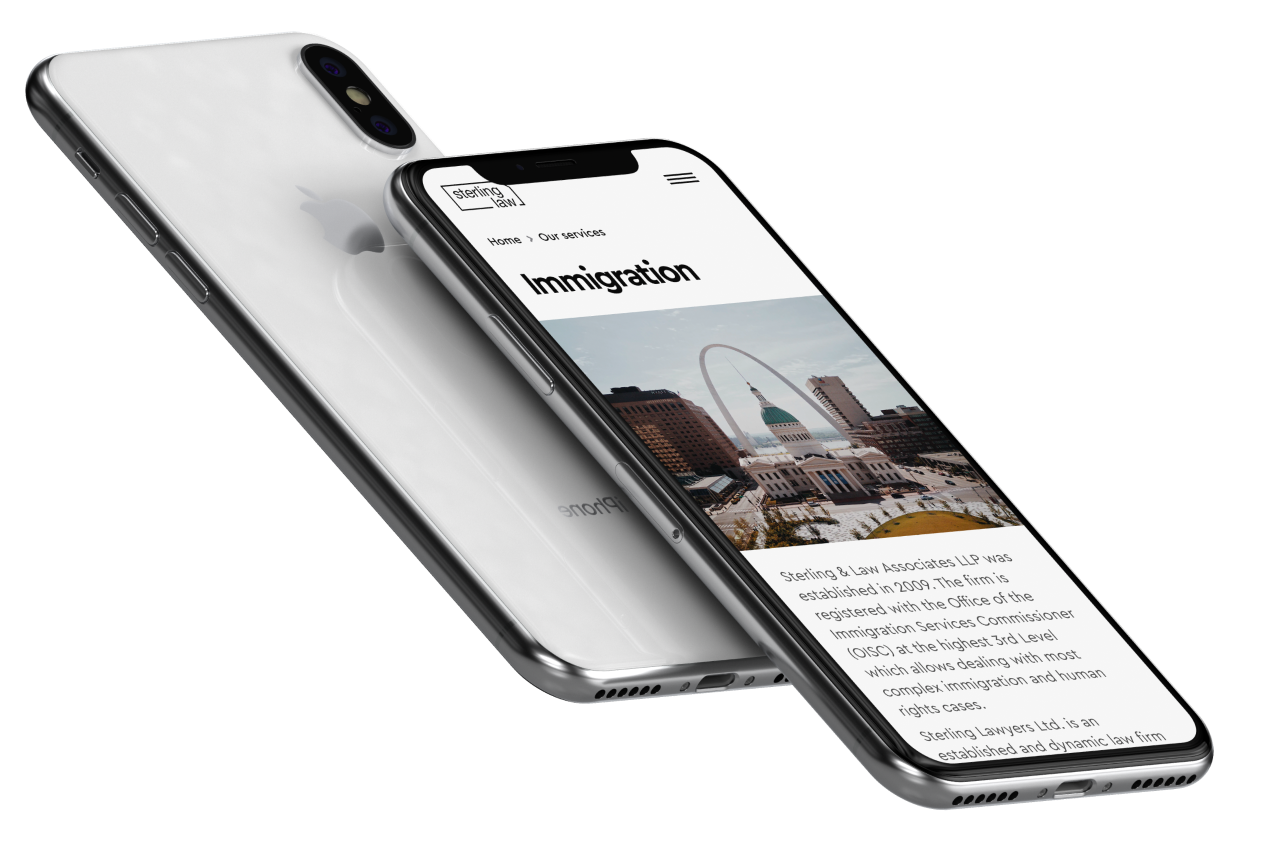 sterling
law
Home > Our services
Immigration
iPhone
Sterling & Law Associates LLP was
established in 2009. The firm is
registered with the Office of the
Immigration Services Commissioner
(OISC) at the highest 3rd Level
which allows dealing with most
complex immigration and human
rights cases.
Sterling Lawyers Ltd. is an
established and dynamic law firm